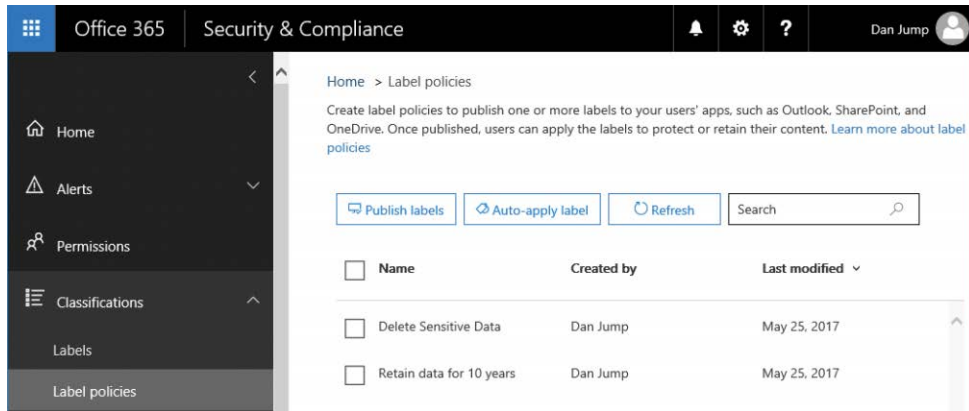 Office 365 Security & Compliance ? Dan Jump
Home > Label policies
Create label policies to publish one or more labels to your users' apps, such as Outlook, SharePoint, and
OneDrive. Once published, users can apply the labels to protect or retain their content. Learn more about label
policies
Home
Alerts
Permissions
Classifications
Labels
Label policies
Publish labels Auto-apply label Refresh Search
Name Created by Last modified
Delete Sensitive Data Dan Jump May 25, 2017
Retain data for 10 years Dan Jump May 25, 2017